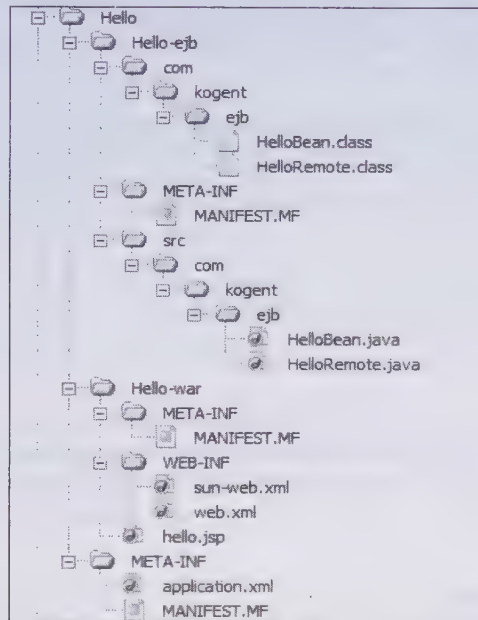 Hello
Hello-ejb
com
kogent
ejb
HelloBean.class
HelloRemote.class
META-INF
MANIFEST.MF
src
com
kogent
ejb
HelloBean.java
HelloRemote.java
Hello-war
META-INF
MANIFEST.MF
WEB-INF
sun-web.xml
web.xml
hello.jsp
META-INF
application.xml
MANIFEST.MF